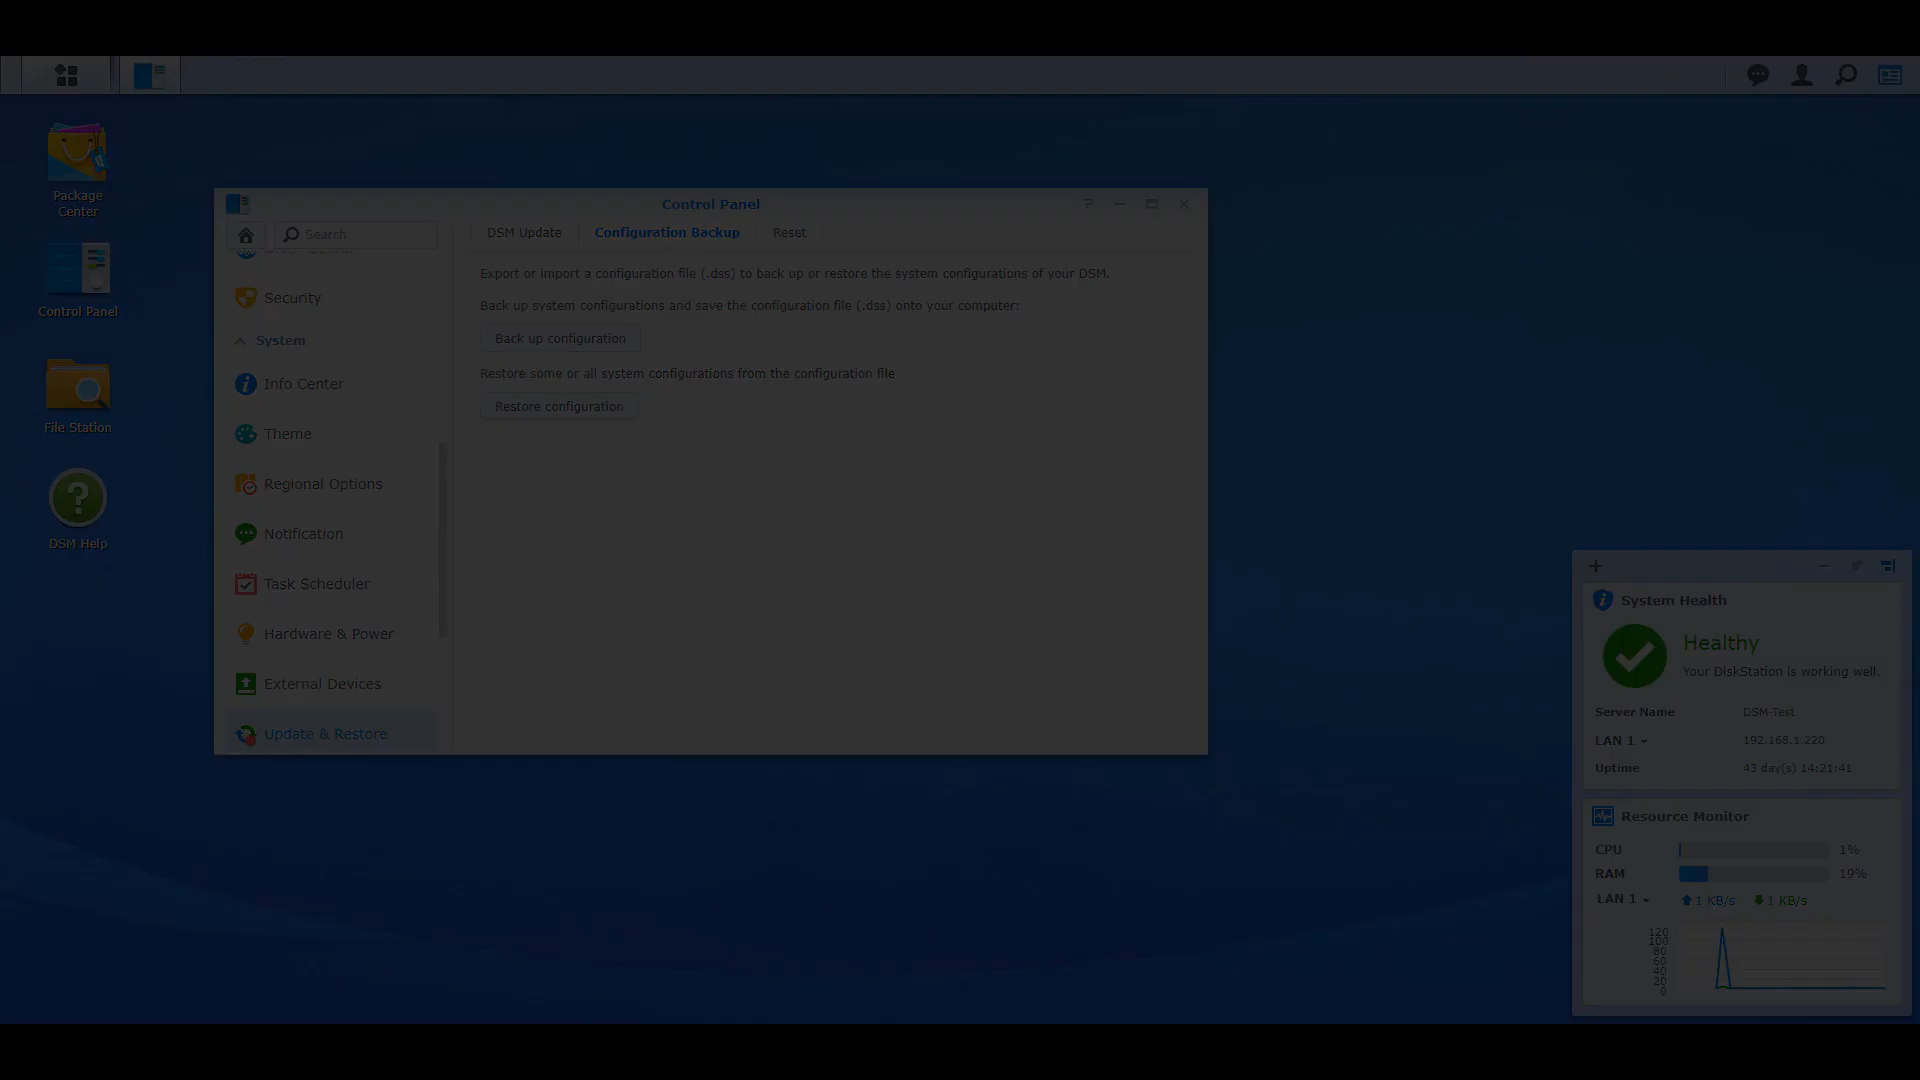 Package
Center
Control Panel
File Station
DSM Help
Control Panel
Search
Security
System
Info Center
Theme
Regional Options
Notification
Task Scheduler
Hardware & Power
External Devices
Update & Restore
DSM Update
Configuration Backup
Reset
Export or import a configuration file (.dss) to back up or restore the system configurations of your DSM.
Back up system configurations and save the configuration file (.dss) onto your computer:
Back up configuration
Restore some or all system configurations from the configuration file
Restore configuration
System Health
Healthy
Your DiskStation is working well.
Server Name DSM-Test
LAN 1 192.168.1.220
Uptime 43 day(s) 14:21:41
Resource Monitor
CPU 1%
RAM 19%
LAN 1 1 KB/s 1 KB/s
120
100
80
60
40
20
0